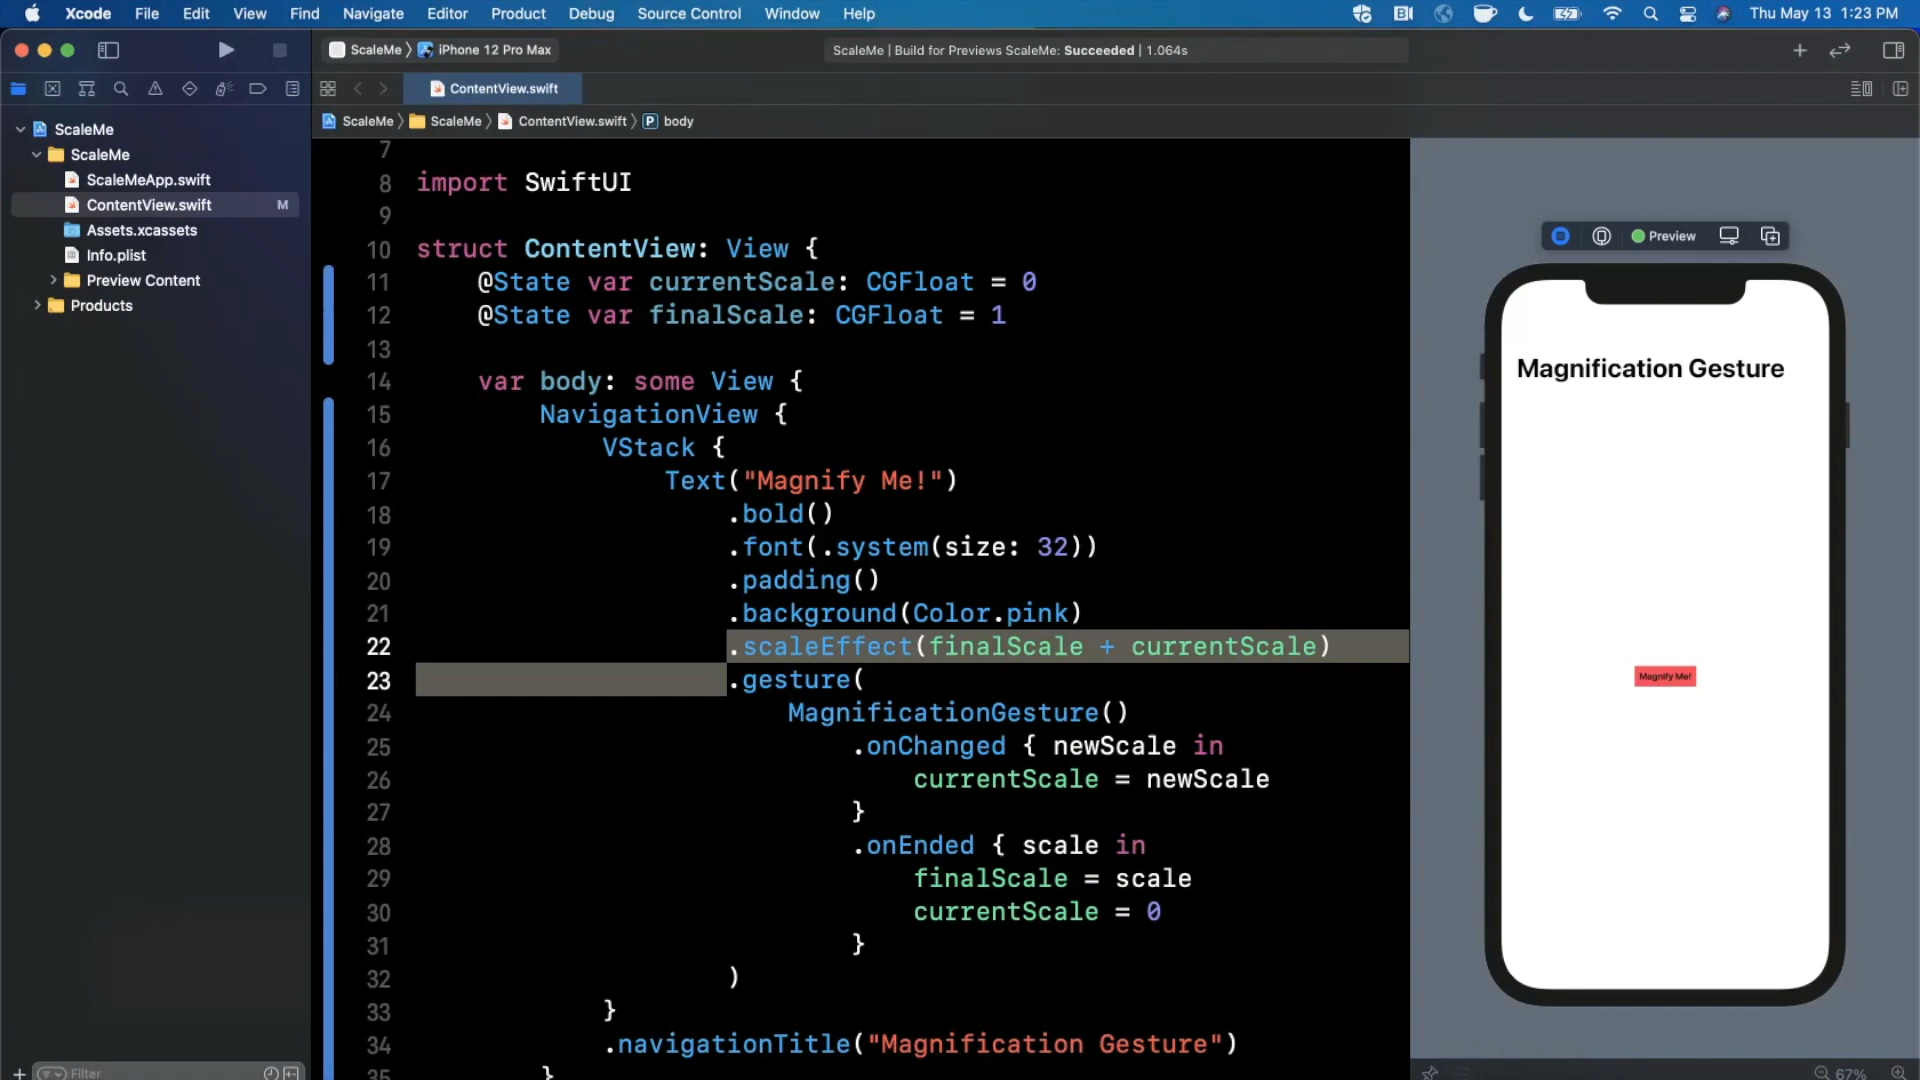 Xcode File Edit View Find Navigate Editor Product Debug Source Control Window Help Thu May 13 1:23 PM
ScaleMe iPhone 12 Pro Max ScaleMe | Build for Previews ScaleMe: Succeeded | 1.064s
ContentView.swift
ScaleMe ScaleMe ContentView.swift P body
ScaleMe
ScaleMe
ScaleMeApp.swift
ContentView.swift M
Assets.xcassets
Info.plist
Preview Content
Products
Filter
7
8 import SwiftUI
9
10 struct ContentView: View {
11 @State var currentScale: CGFloat = 0
12 @State var finalScale: CGFloat = 1
13
14 var body: some View {
15 NavigationView {
16 VStack {
17 Text("Magnify Me!")
18 .bold()
19 .font(.system(size: 32))
20 .padding()
21 .background(Color.pink)
22 .scaleEffect(finalScale + currentScale)
23 .gesture(
24 MagnificationGesture()
25 .onChanged { newScale in
26 currentScale = newScale
27 }
28 .onEnded { scale in
29 finalScale = scale
30 currentScale = 0
31 }
32 )
33 }
34 .navigationTitle("Magnification Gesture")
35 }
Preview
Magnification Gesture
Magnify Me!
67%